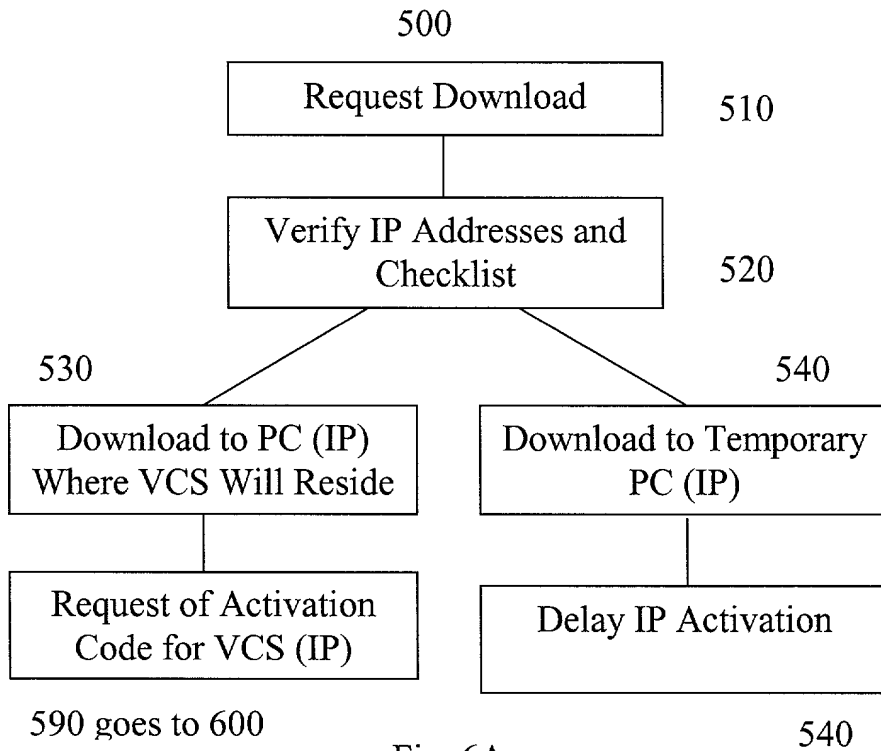 500
Request Download
510
Verify IP Addresses and
Checklist
520
530
540
Download to PC (IP)
Where VCS Will Reside
Download to Temporary
PC (IP)
Request of Activation
Code for VCS (IP)
Delay IP Activation
590 goes to 600
540
Fig. 6A